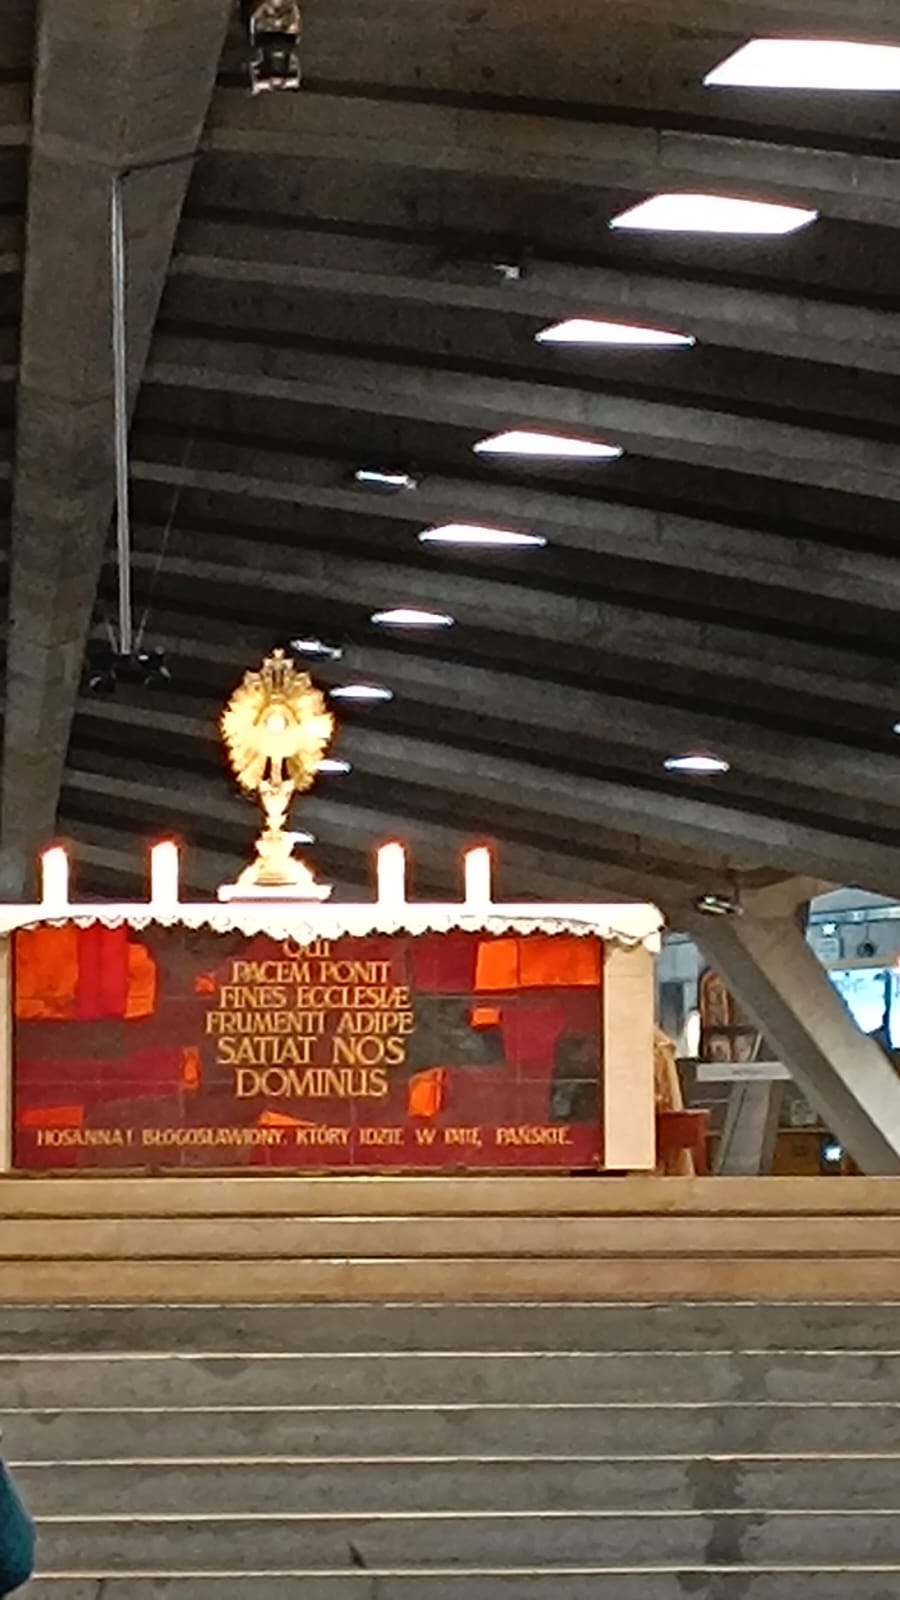 QUI
PACEM PONIT
FINES ECCLESIÆ
FRUMENTI ADIPE
SATIAT NOS
DOMINUS
HOSANNA! BŁOGOSŁAWIONY, KTÓRY IDZIE W IMIĘ PAŃSKIE.